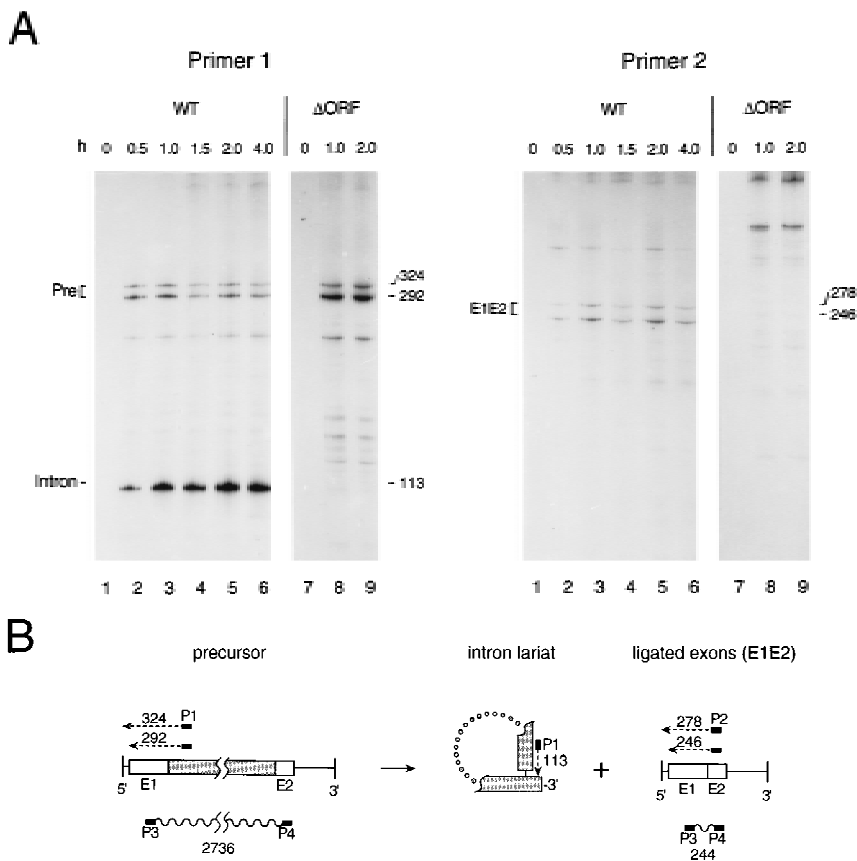 A
Primer 1
Primer 2
WT
ΔORF
WT
ΔORF
h 0 0.5 1.0 1.5 2.0 4.0 0 1.0 2.0
0 0.5 1.0 1.5 2.0 4.0 0 1.0 2.0
Pre
324
292
E1E2
278
246
Intron
113
1 2 3 4 5 6 7 8 9
1 2 3 4 5 6 7 8 9
B
precursor
intron lariat
ligated exons (E1E2)
324 P1
292
E1 E2
5' 3'
P3 P4
2736
P1
113
-3'
+
278 P2
246
E1 E2
5' 3'
P3 P4
244